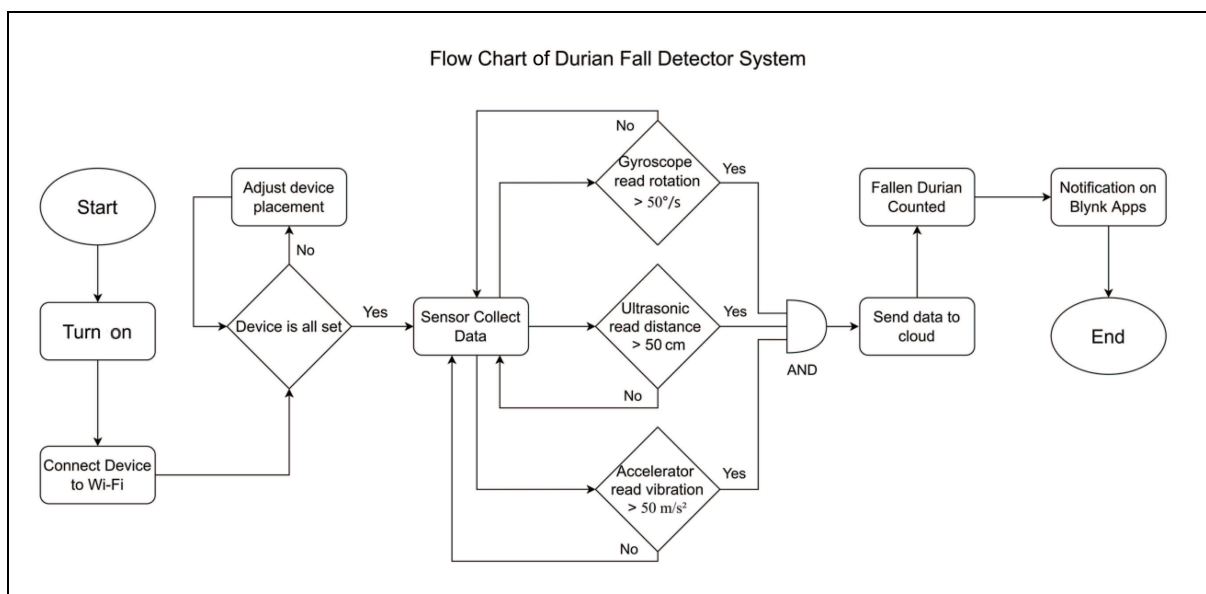 Flow Chart of Durian Fall Detector System
Start
Turn on
Connect Device
to Wi-Fi
Adjust device
placement
No
Device is all set
Yes
Sensor Collect
Data
No
Gyroscope
read rotation
> 50°/s
Yes
Ultrasonic
read distance
> 50 cm
Yes
No
Accelerator
read vibration
> 50 m/s²
Yes
No
AND
Send data to
cloud
Fallen Durian
Counted
Notification on
Blynk Apps
End